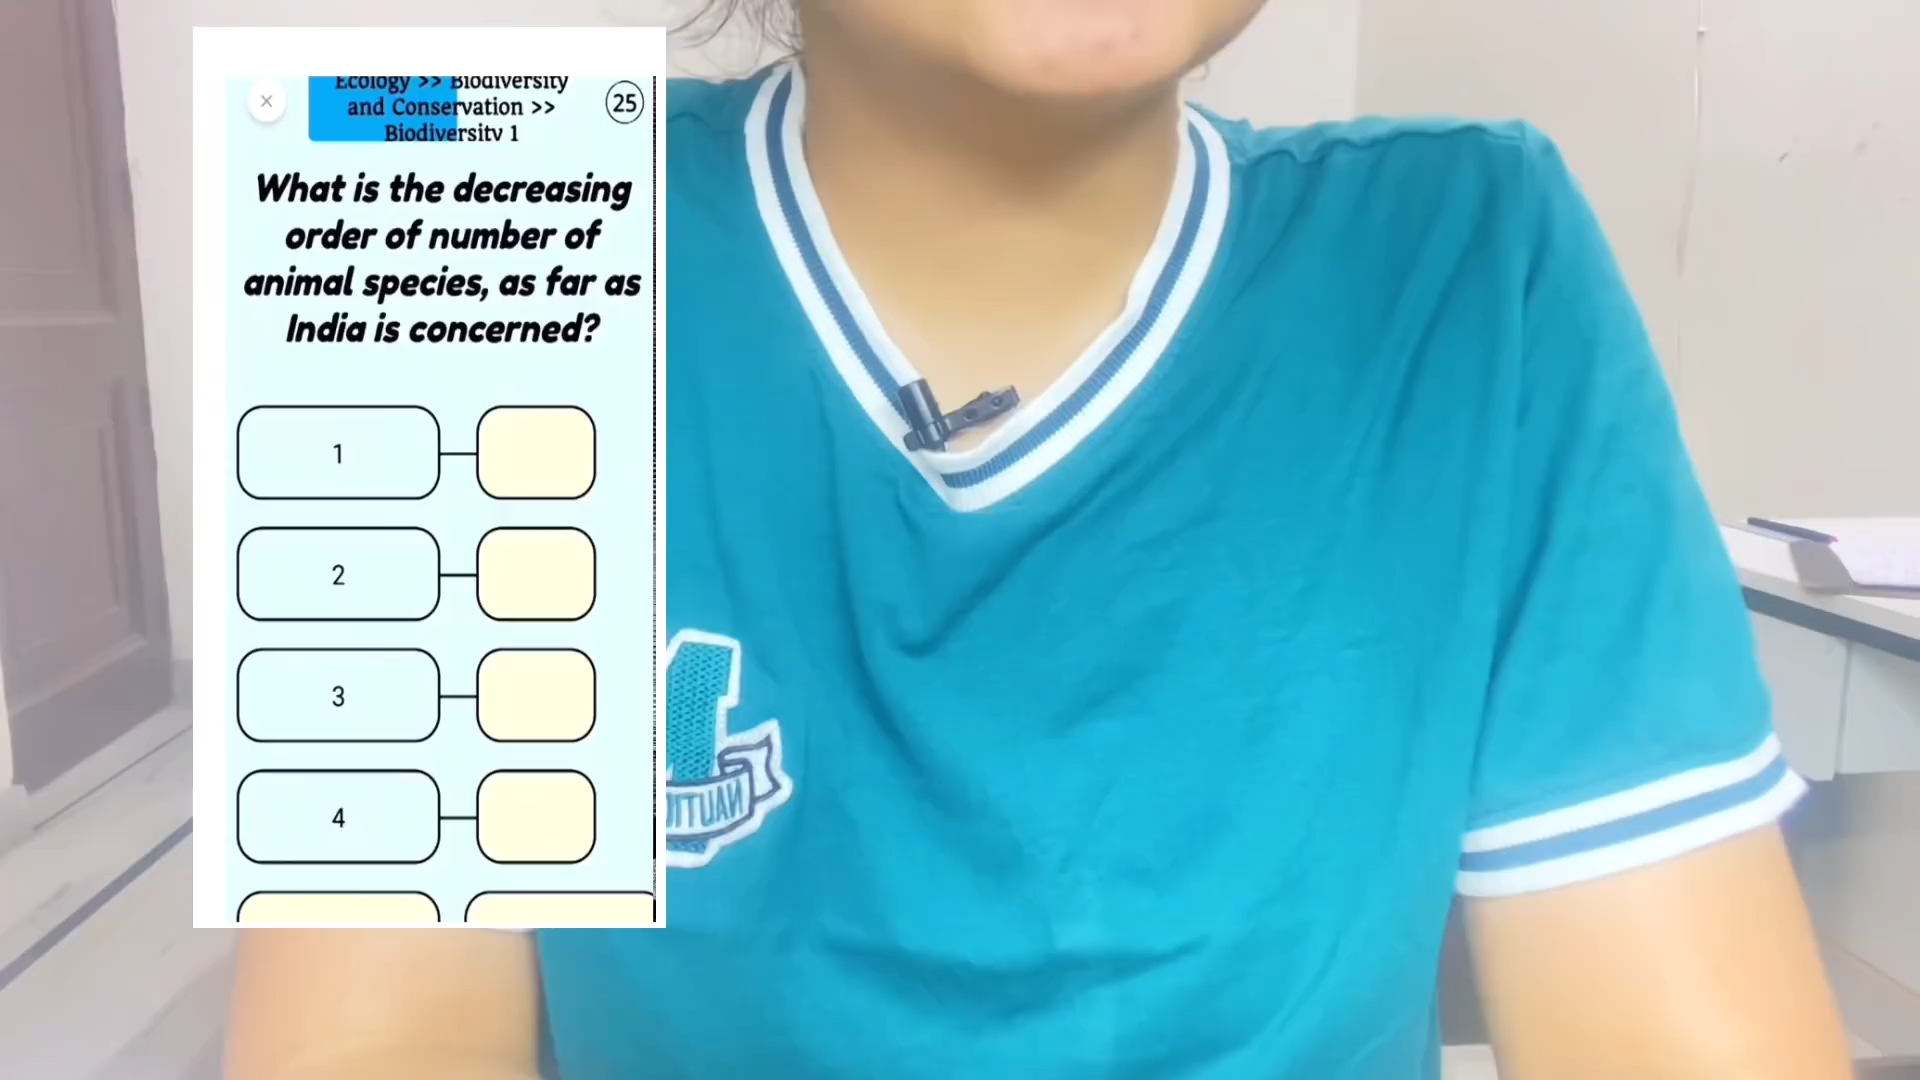 Ecology >> Biodiversity
and Conservation >>
Biodiversity 1
25
What is the decreasing
order of number of
animal species, as far as
India is concerned?
1
2
3
4